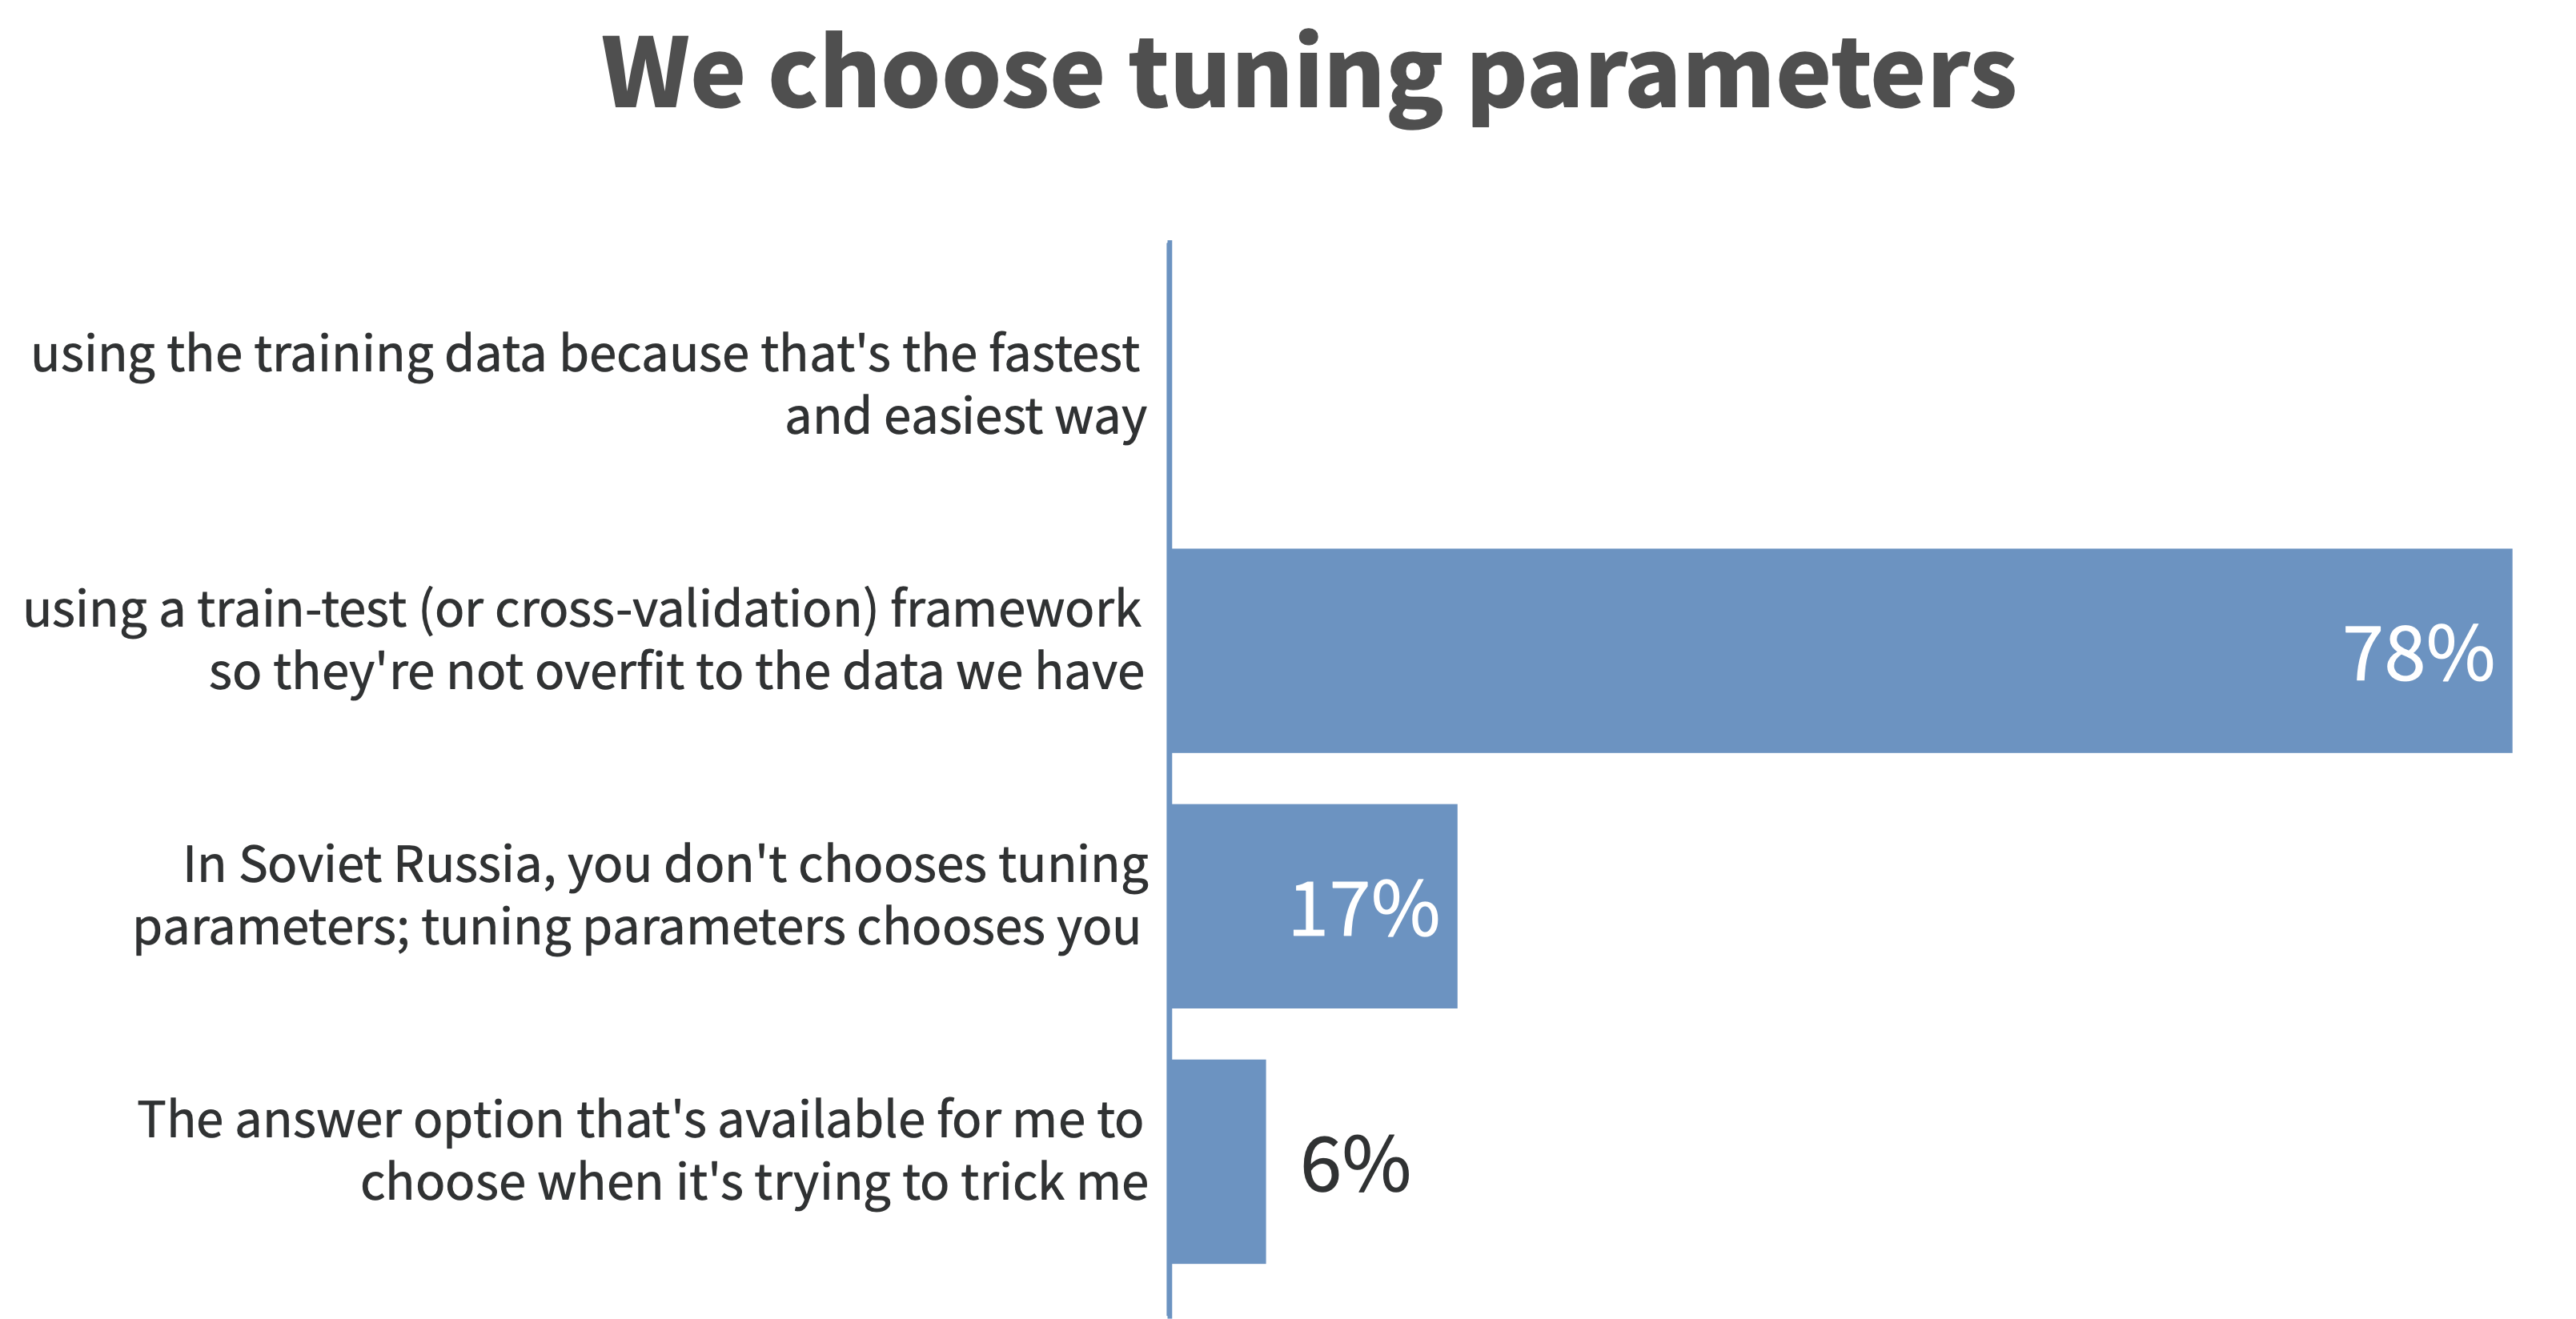 We choose tuning parameters
using the training data because that's the fastest
and easiest way
using a train-test (or cross-validation) framework
so they're not overfit to the data we have
78%
In Soviet Russia, you don't chooses tuning
parameters; tuning parameters chooses you
17%
The answer option that's available for me to
choose when it's trying to trick me
6%